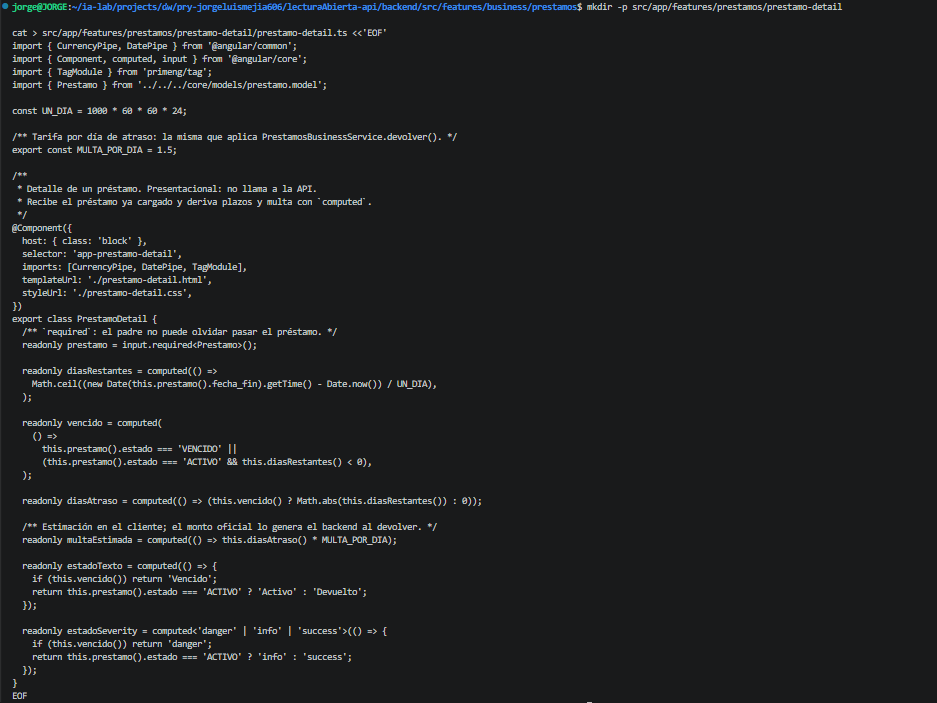 jorge@JORGE:~/ia-lab/projects/dw/pry-jorgeluismejia606/lecturaAbierta-api/backend/src/features/business/prestamos$ mkdir -p src/app/features/prestamos/prestamo-detail

cat > src/app/features/prestamos/prestamo-detail/prestamo-detail.ts <<'EOF'
import { CurrencyPipe, DatePipe } from '@angular/common';
import { Component, computed, input } from '@angular/core';
import { TagModule } from 'primeng/tag';
import { Prestamo } from '../../../core/models/prestamo.model';

const UN_DIA = 1000 * 60 * 60 * 24;

/** Tarifa por día de atraso: la misma que aplica PrestamosBusinessService.devolver(). */
export const MULTA_POR_DIA = 1.5;

/**
 * Detalle de un préstamo. Presentacional: no llama a la API.
 * Recibe el préstamo ya cargado y deriva plazos y multa con `computed`.
 */
@Component({
  host: { class: 'block' },
  selector: 'app-prestamo-detail',
  imports: [CurrencyPipe, DatePipe, TagModule],
  templateUrl: './prestamo-detail.html',
  styleUrl: './prestamo-detail.css',
})
export class PrestamoDetail {
  /** `required`: el padre no puede olvidar pasar el préstamo. */
  readonly prestamo = input.required<Prestamo>();

  readonly diasRestantes = computed(() =>
    Math.ceil((new Date(this.prestamo().fecha_fin).getTime() - Date.now()) / UN_DIA),
  );

  readonly vencido = computed(
    () =>
      this.prestamo().estado === 'VENCIDO' ||
      (this.prestamo().estado === 'ACTIVO' && this.diasRestantes() < 0),
  );

  readonly diasAtraso = computed(() => (this.vencido() ? Math.abs(this.diasRestantes()) : 0));

  /** Estimación en el cliente; el monto oficial lo genera el backend al devolver. */
  readonly multaEstimada = computed(() => this.diasAtraso() * MULTA_POR_DIA);

  readonly estadoTexto = computed(() => {
    if (this.vencido()) return 'Vencido';
    return this.prestamo().estado === 'ACTIVO' ? 'Activo' : 'Devuelto';
  });

  readonly estadoSeverity = computed<'danger' | 'info' | 'success'>(() => {
    if (this.vencido()) return 'danger';
    return this.prestamo().estado === 'ACTIVO' ? 'info' : 'success';
  });
}
EOF